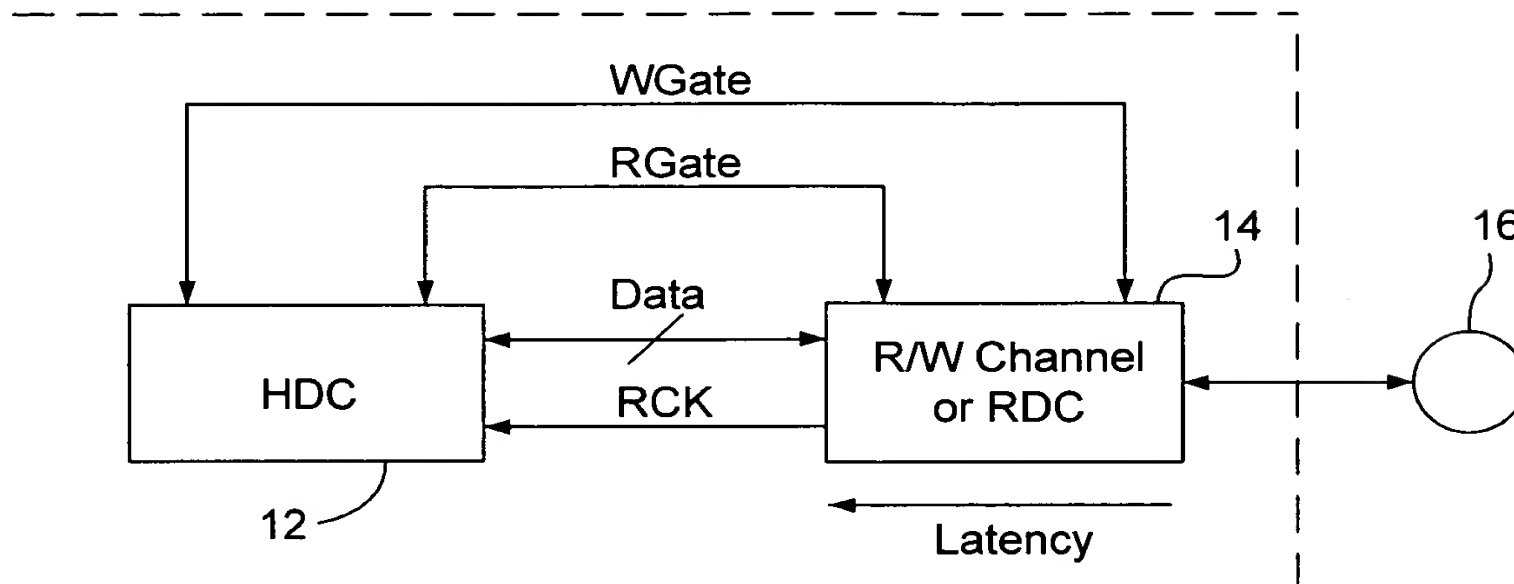 WGate
RGate
14
16
Data
HDC
R/W Channel
or RDC
RCK
12
Latency